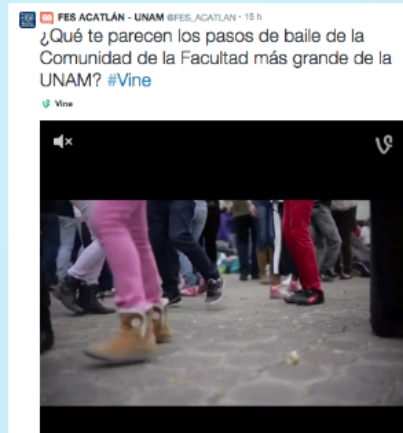 FES ACATLÁN - UNAM @FES_ACATLAN · 15 h
¿Qué te parecen los pasos de baile de la
Comunidad de la Facultad más grande de la
UNAM? #Vine
Vine